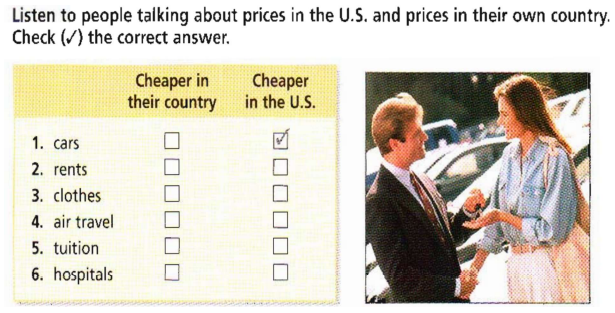 Listen to people talking about prices in the U.S. and prices in their own country.
Check (✓) the correct answer.
Cheaper in their country
Cheaper in the U.S.
1. cars ☐ ☑
2. rents ☐ ☐
3. clothes ☐ ☐
4. air travel ☐ ☐
5. tuition ☐ ☐
6. hospitals ☐ ☐